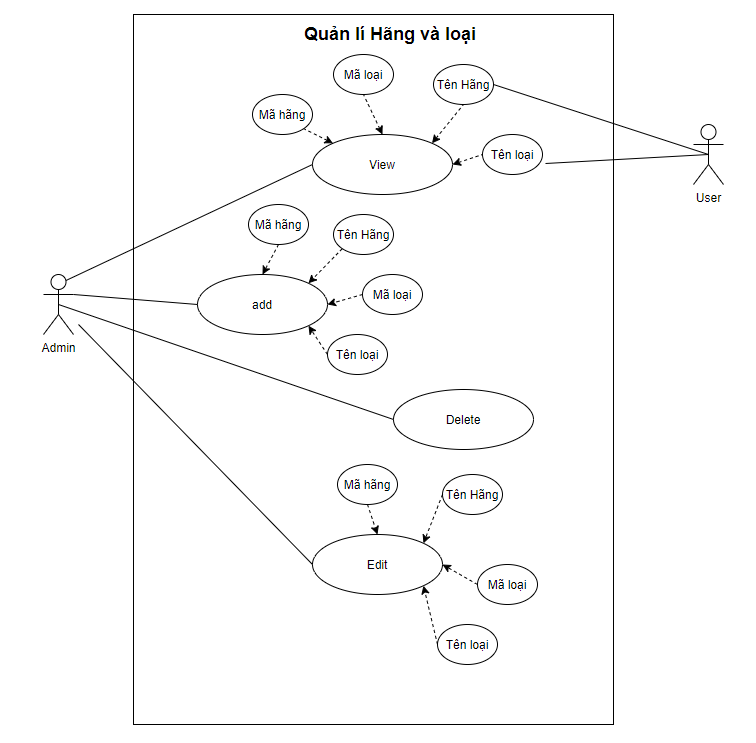 Quản lí Hãng và loại
Mã loại
Tên Hãng
Mã hãng
Tên loại
View
User
Mã hãng
Tên Hãng
Mã loại
add
Tên loại
Admin
Delete
Mã hãng
Tên Hãng
Edit
Mã loại
Tên loại